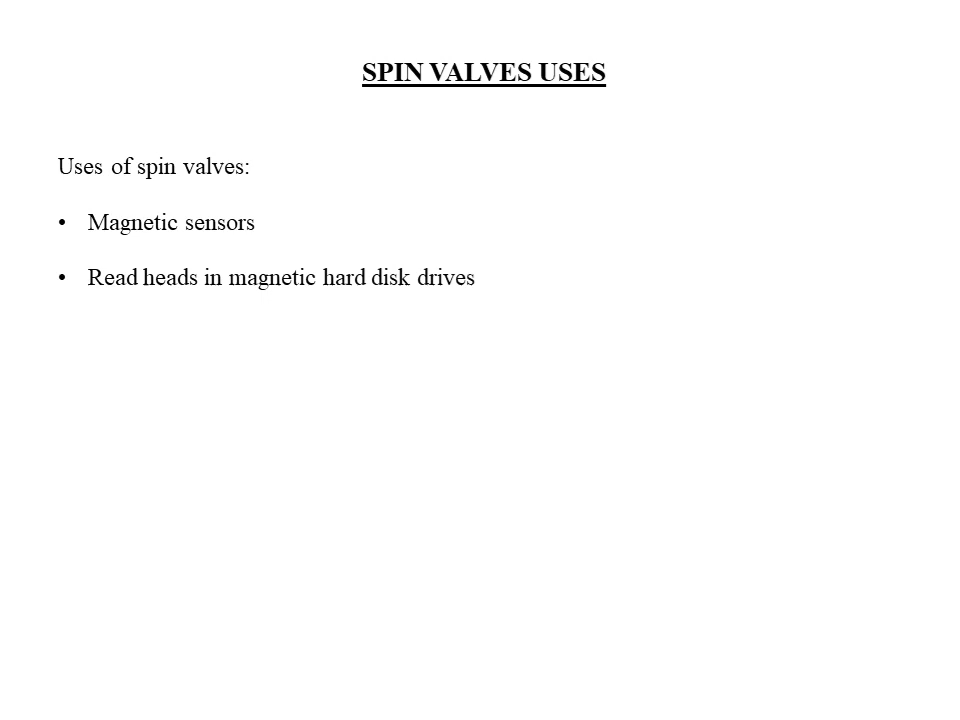 SPIN VALVES USES
Uses of spin valves:
• Magnetic sensors
• Read heads in magnetic hard disk drives